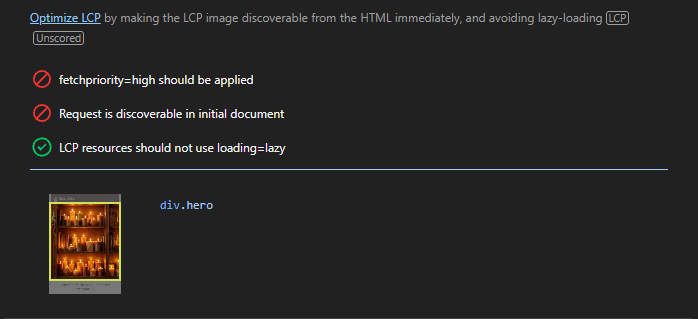 Optimize LCP by making the LCP image discoverable from the HTML immediately, and avoiding lazy-loading LCP
Unscored
fetchpriority=high should be applied
Request is discoverable in initial document
LCP resources should not use loading=lazy
div.hero